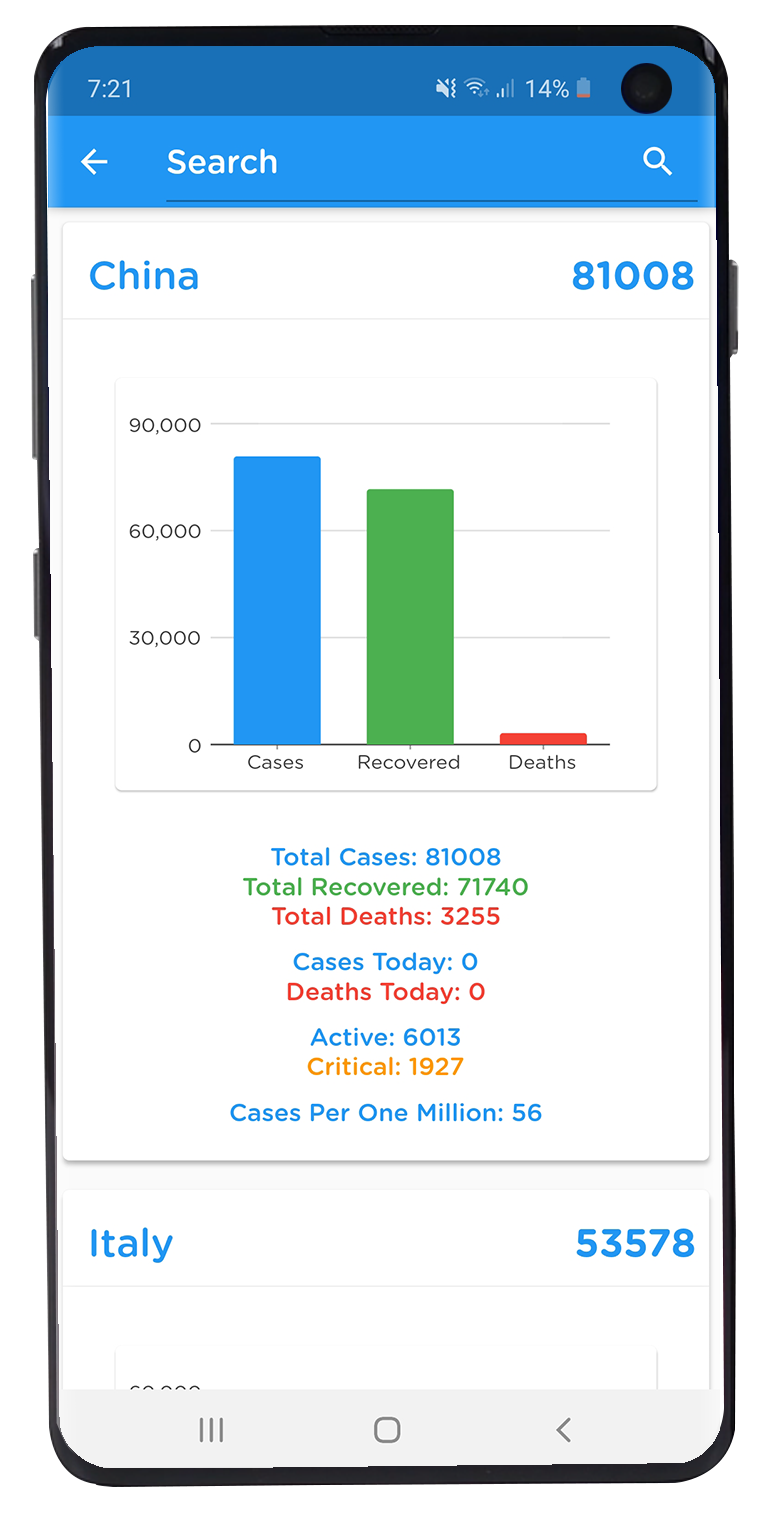 7:21 14%
Search
China 81008
90,000
60,000
30,000
0
Cases Recovered Deaths
Total Cases: 81008
Total Recovered: 71740
Total Deaths: 3255
Cases Today: 0
Deaths Today: 0
Active: 6013
Critical: 1927
Cases Per One Million: 56
Italy 53578
60,000